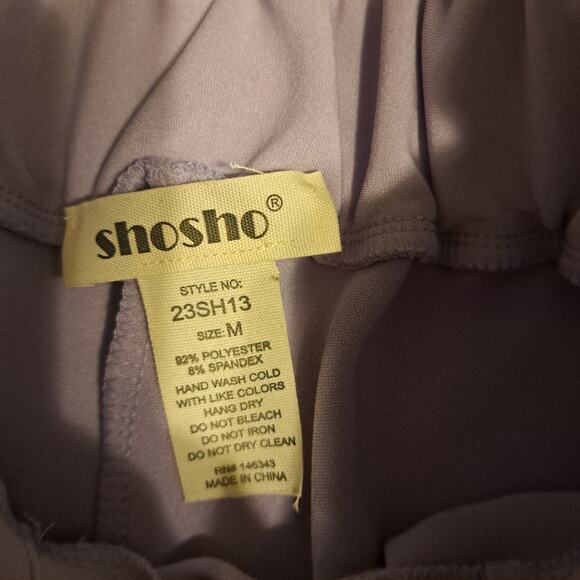 shosho®
STYLE NO:
23SH13
SIZE: M
92% POLYESTER
8% SPANDEX
HAND WASH COLD
WITH LIKE COLORS
HANG DRY
DO NOT BLEACH
DO NOT IRON
DO NOT DRY CLEAN
RN# 146343
MADE IN CHINA